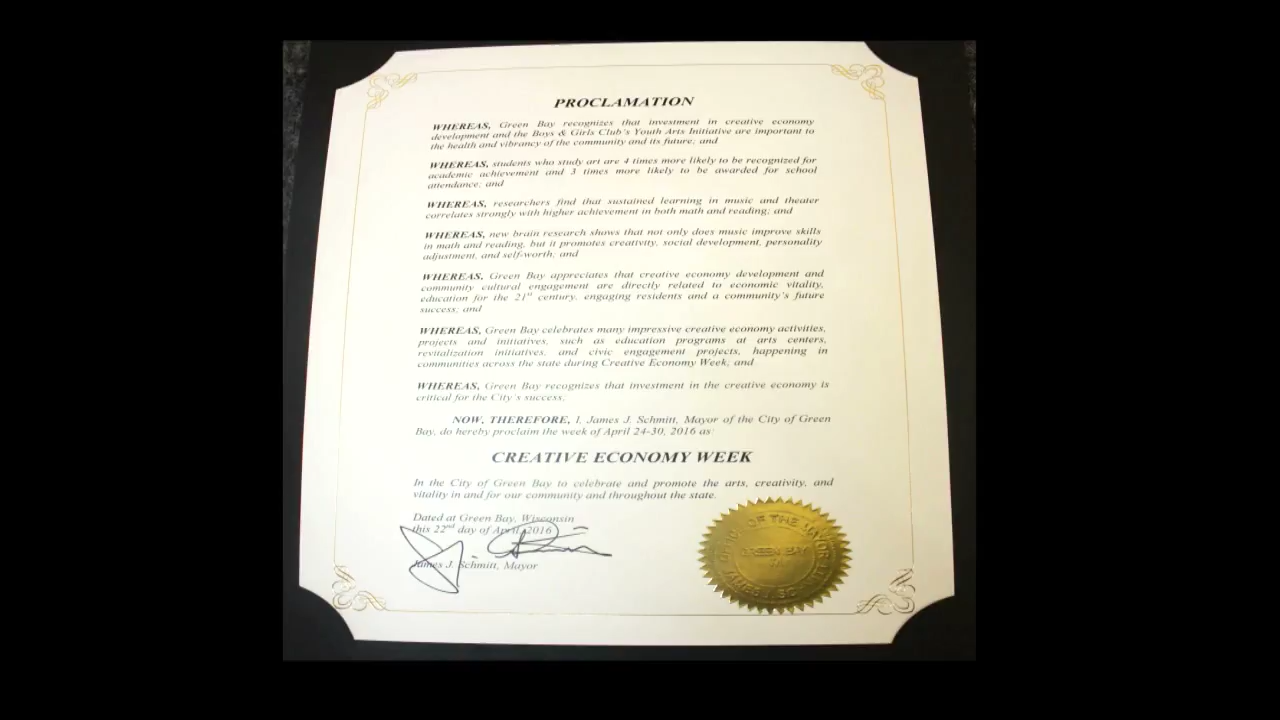 PROCLAMATION
WHEREAS, Green Bay recognizes that investment in creative economy
development and the Boys & Girls Club's Youth Arts Initiative are important to
the health and vibrancy of the community and its future; and
WHEREAS, students who study art are 4 times more likely to be recognized for
academic achievement and 3 times more likely to be awarded for school
attendance; and
WHEREAS, researchers find that sustained learning in music and theater
correlates strongly with higher achievement in both math and reading; and
WHEREAS, new brain research shows that not only does music improve skills
in math and reading, but it promotes creativity, social development, personality
adjustment, and self-worth; and
WHEREAS, Green Bay appreciates that creative economy development and
community cultural engagement are directly related to economic vitality,
education for the 21st century, engaging residents and a community's future
success; and
WHEREAS, Green Bay celebrates many impressive creative economy activities,
projects and initiatives, such as education programs at arts centers,
revitalization initiatives, and civic engagement projects, happening in
communities across the state during Creative Economy Week; and
WHEREAS, Green Bay recognizes that investment in the creative economy is
critical for the City's success;
NOW, THEREFORE, I, James J. Schmitt, Mayor of the City of Green
Bay, do hereby proclaim the week of April 24-30, 2016 as:
CREATIVE ECONOMY WEEK
In the City of Green Bay to celebrate and promote the arts, creativity, and
vitality in and for our community and throughout the state.
Dated at Green Bay, Wisconsin
this 22nd day of April, 2016
James J. Schmitt, Mayor
OF THE MAYOR
GREEN BAY
JAMES J.